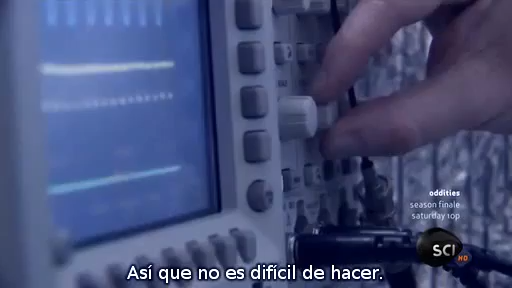 oddities
season finale
saturday 10p
SCI HD
Así que no es difícil de hacer.